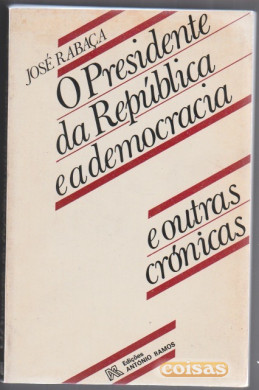 JOSÉ RABAÇA
O Presidente
da República
e a democracia
e outras
crónicas
Edições
ANTÓNIO RAMOS
coisas